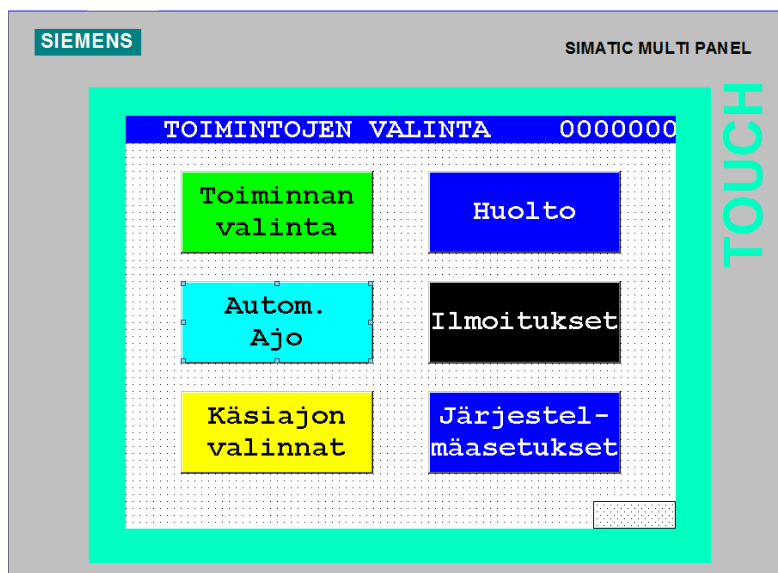 SIEMENS
SIMATIC MULTI PANEL
TOUCH
TOIMINTOJEN VALINTA 0000000
Toiminnan
valinta
Huolto
Autom.
Ajo
Ilmoitukset
Käsiajon
valinnat
Järjestel-
mäasetukset